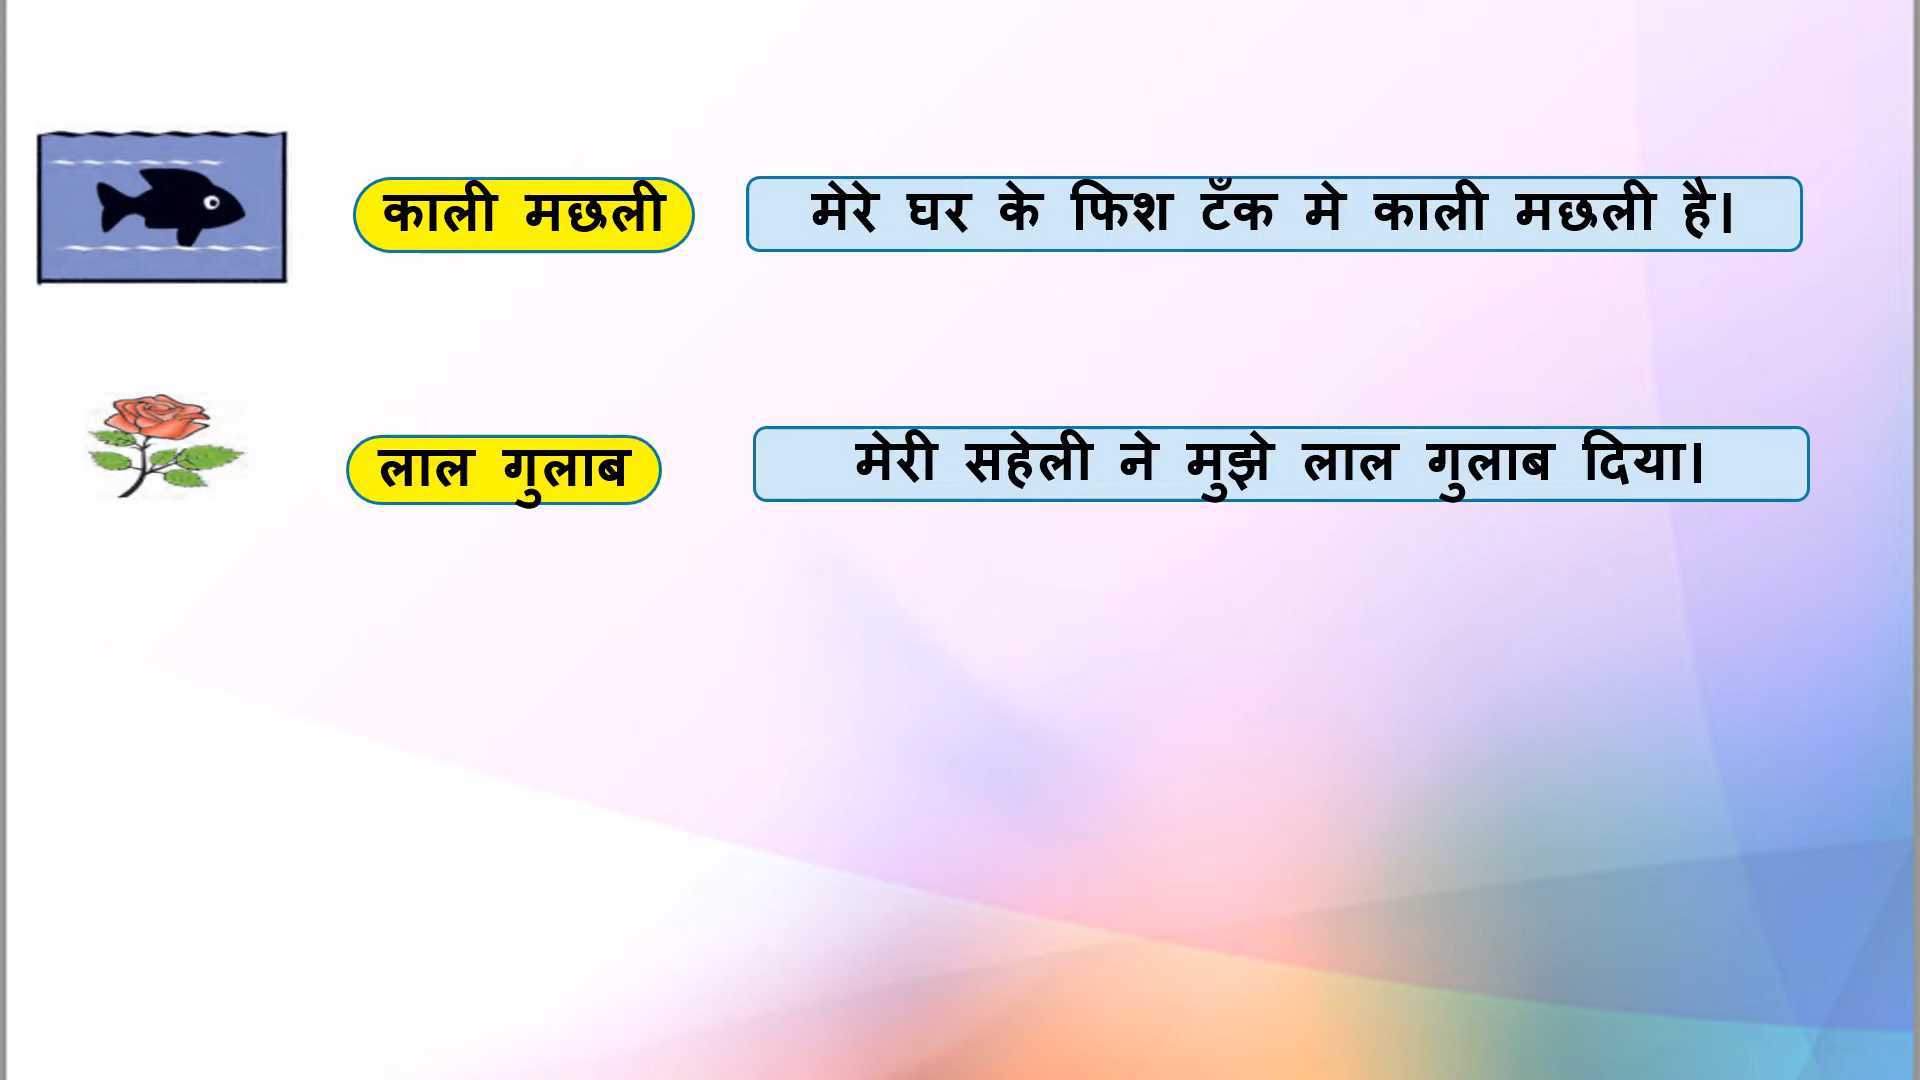 काली मछली
मेरे घर के फिश टँक मे काली मछली है।
लाल गुलाब
मेरी सहेली ने मुझे लाल गुलाब दिया।